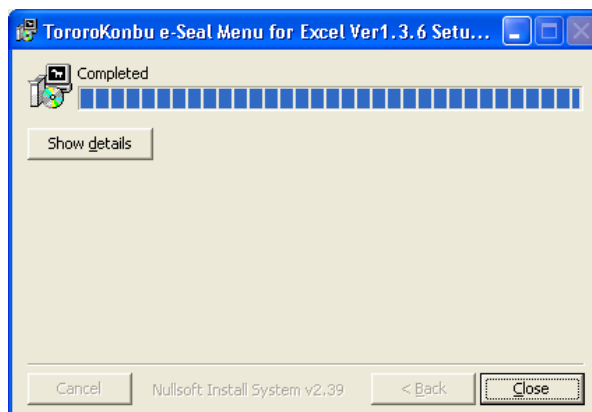 TororoKonbu e-Seal Menu for Excel Ver1.3.6 Setu...
Completed
Show details
Cancel
Nullsoft Install System v2.39
< Back
Close